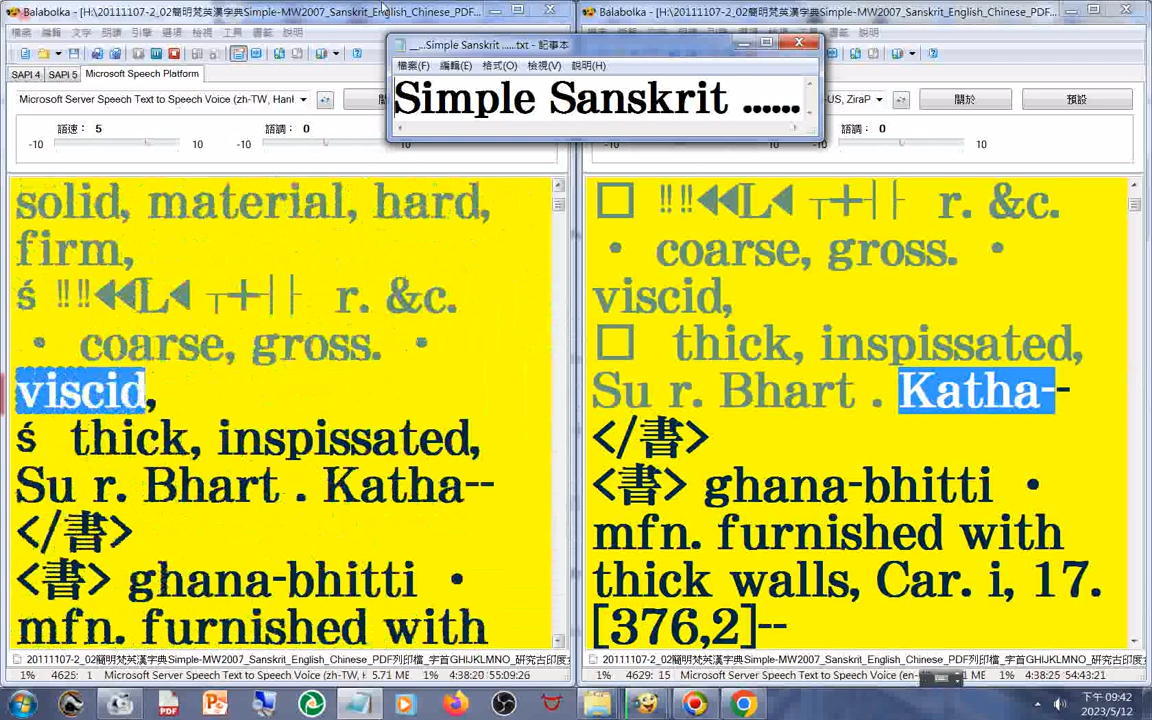 Balabolka - [H:\20111107-2_02簡明梵英漢字典Simple-MW2007_Sanskrit_English_Chinese_PDF...
檔案 編輯 文字 朗讀 引擎 選項 檢視 工具 書籤 說明
SAPI 4 SAPI 5 Microsoft Speech Platform
Microsoft Server Speech Text to Speech Voice (zh-TW, Hanl
語速: 5 語調: 0
-10 10 -10
solid, material, hard,
firm,
ś ‼‼◀◀L◀ ┬┼┤├ r. &c.
• coarse, gross. •
viscid,
ś thick, inspissated,
Su r. Bhart . Katha--
</書>
<書> ghana-bhitti •
mfn. furnished with
20111107-2_02簡明梵英漢字典Simple-MW2007_Sanskrit_English_Chinese_PDF列印檔_字首GHIJKLMNO_研究古印度
1% 4625: 1 Microsoft Server Speech Text to Speech Voice (zh-TW, 5.71 ME 1% 4:38:20 55:09:26
__...Simple Sanskrit ......txt - 記事本
檔案(F) 編輯(E) 格式(O) 檢視(V) 說明(H)
Simple Sanskrit ......
Balabolka - [H:\20111107-2_02簡明梵英漢字典Simple-MW2007_Sanskrit_English_Chinese_PDF...
工具 書籤 說明
-US, ZiraP 關於 預設
語調: 0
-10 10
□ ‼‼◀◀L◀ ┬┼┤├ r. &c.
• coarse, gross. •
viscid,
□ thick, inspissated,
Su r. Bhart . Katha--
</書>
<書> ghana-bhitti •
mfn. furnished with
thick walls, Car. i, 17.
[376,2]--
20111107-2_02簡明梵英漢字典Simple-MW2007_Sanskrit_English_Chinese_PDF列印檔_字首GHIJKLMNO_研究古印度
1% 4629: 15 Microsoft Server Speech Text to Speech Voice (en-U 1% 4:38:25 54:43:21
下午 09:42
2023/5/12